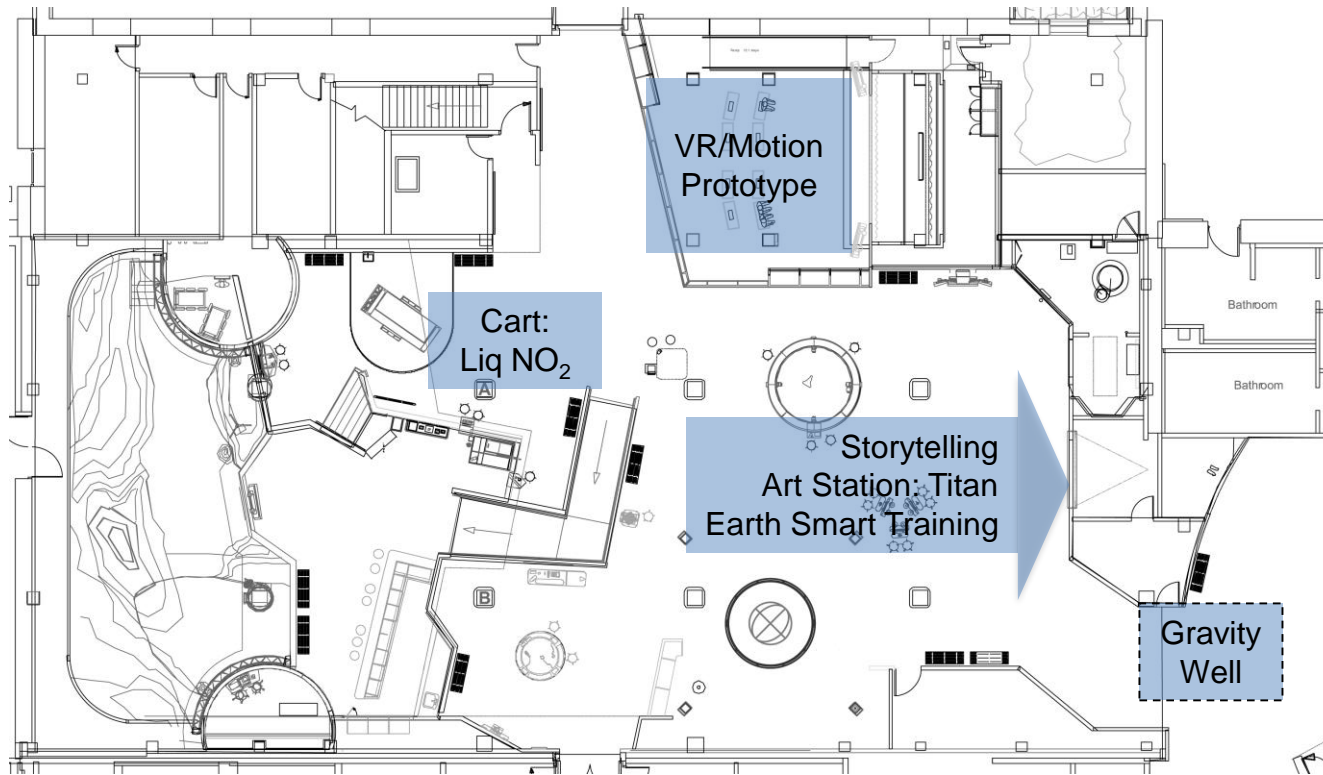 VR/Motion
Prototype
Cart:
Liq NO₂
A
Bathroom
Bathroom
Storytelling
Art Station: Titan
Earth Smart Training
B
Gravity
Well